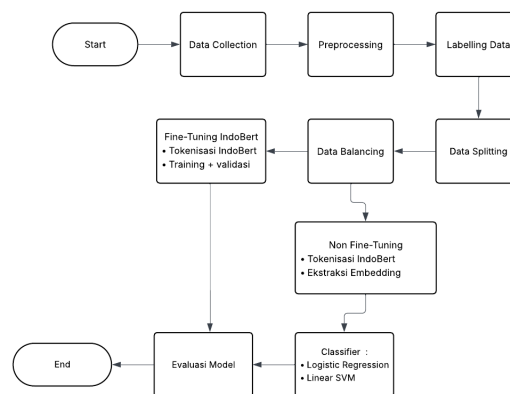 Start
Data Collection
Preprocessing
Labelling Data
Fine-Tuning IndoBert
• Tokenisasi IndoBert
• Training + validasi
Data Balancing
Data Splitting
Non Fine-Tuning
• Tokenisasi IndoBert
• Ekstraksi Embedding
End
Evaluasi Model
Classifier :
• Logistic Regression
• Linear SVM